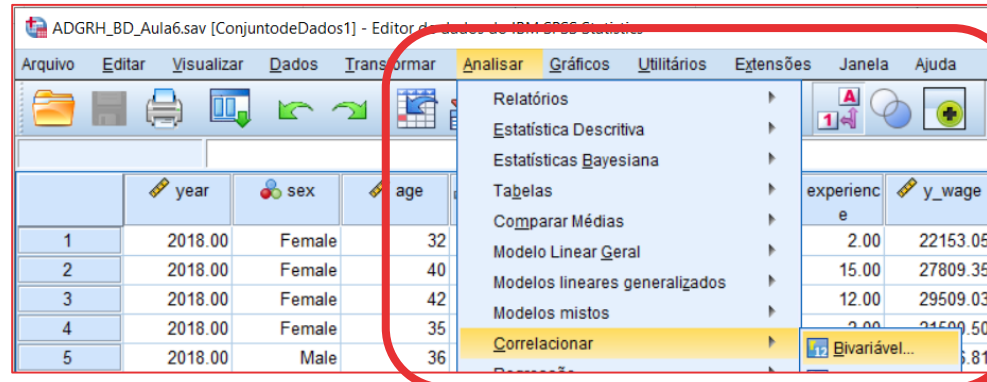 ADGRH_BD_Aula6.sav [ConjuntodeDados1] - Editor de dados do IBM SPSS Statistics
Arquivo Editar Visualizar Dados Transformar Analisar Gráficos Utilitários Extensões Janela Ajuda
Relatórios
Estatística Descritiva
Estatísticas Bayesiana
Tabelas
Comparar Médias
Modelo Linear Geral
Modelos lineares generalizados
Modelos mistos
Correlacionar
Bivariável...
year sex age experienc y_wage
e
1 2018.00 Female 32 2.00 22153.05
2 2018.00 Female 40 15.00 27809.35
3 2018.00 Female 42 12.00 29509.03
4 2018.00 Female 35
5 2018.00 Male 36